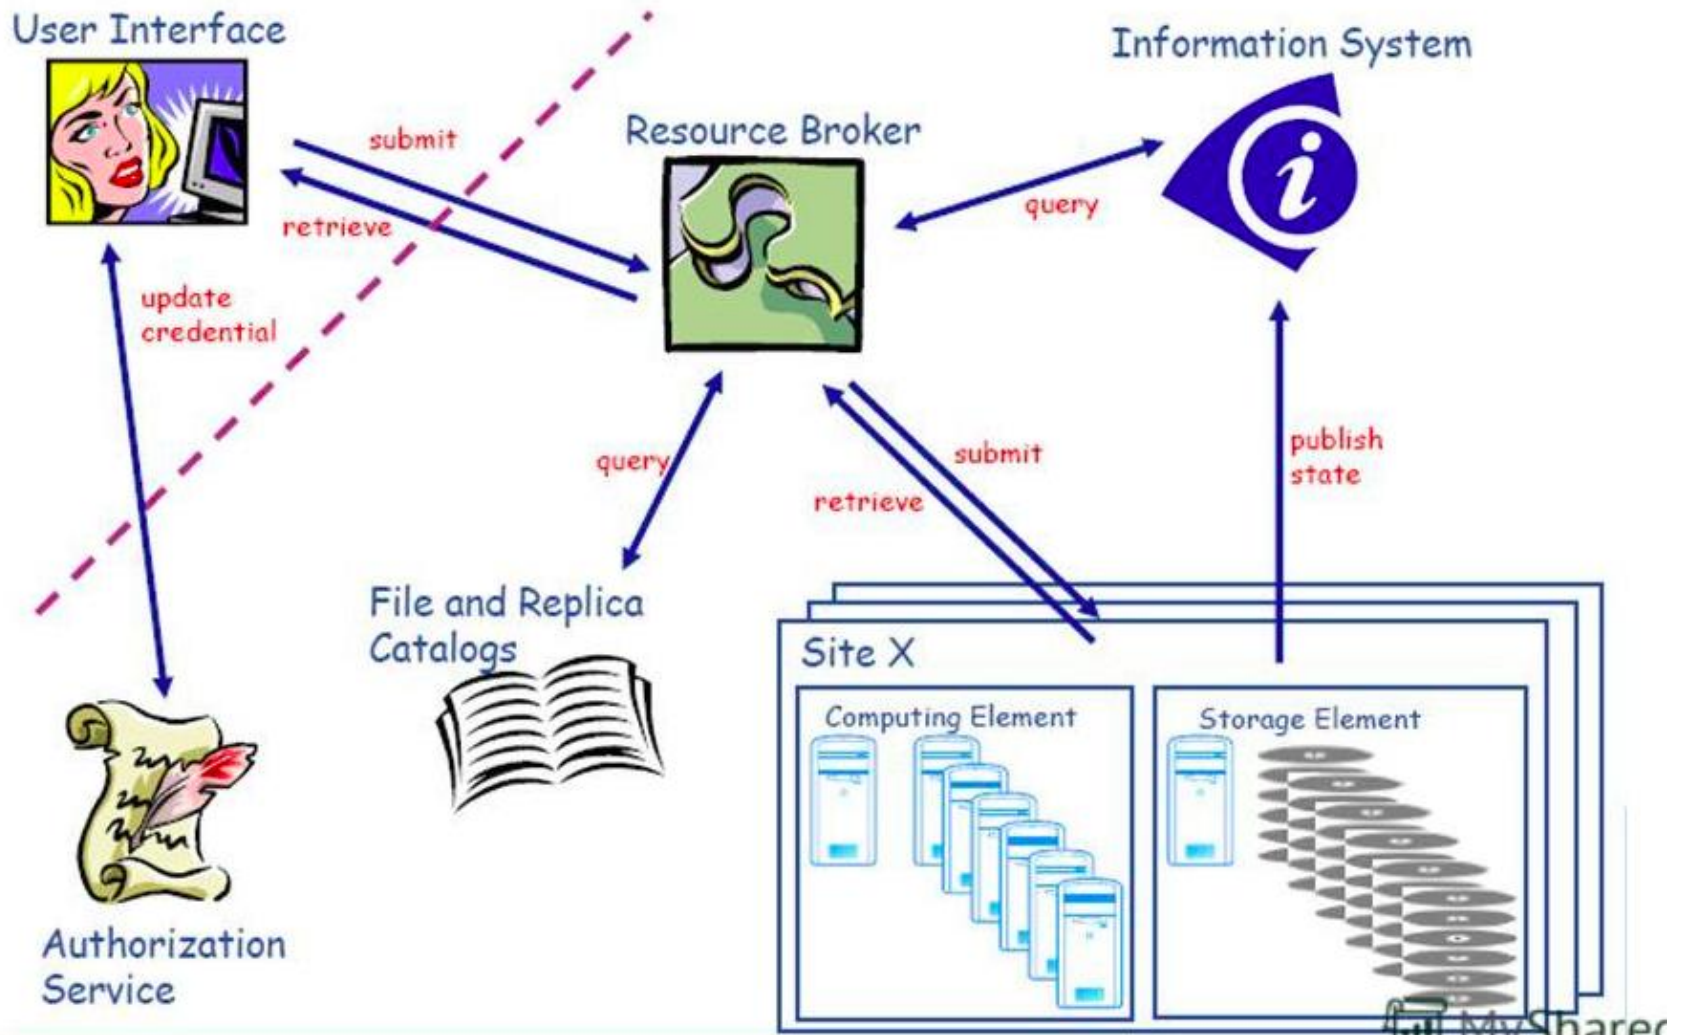 User Interface
Information System
Resource Broker
submit
retrieve
query
update
credential
query
submit
retrieve
publish
state
File and Replica
Catalogs
Site X
Computing Element
Storage Element
Authorization
Service
MyShared